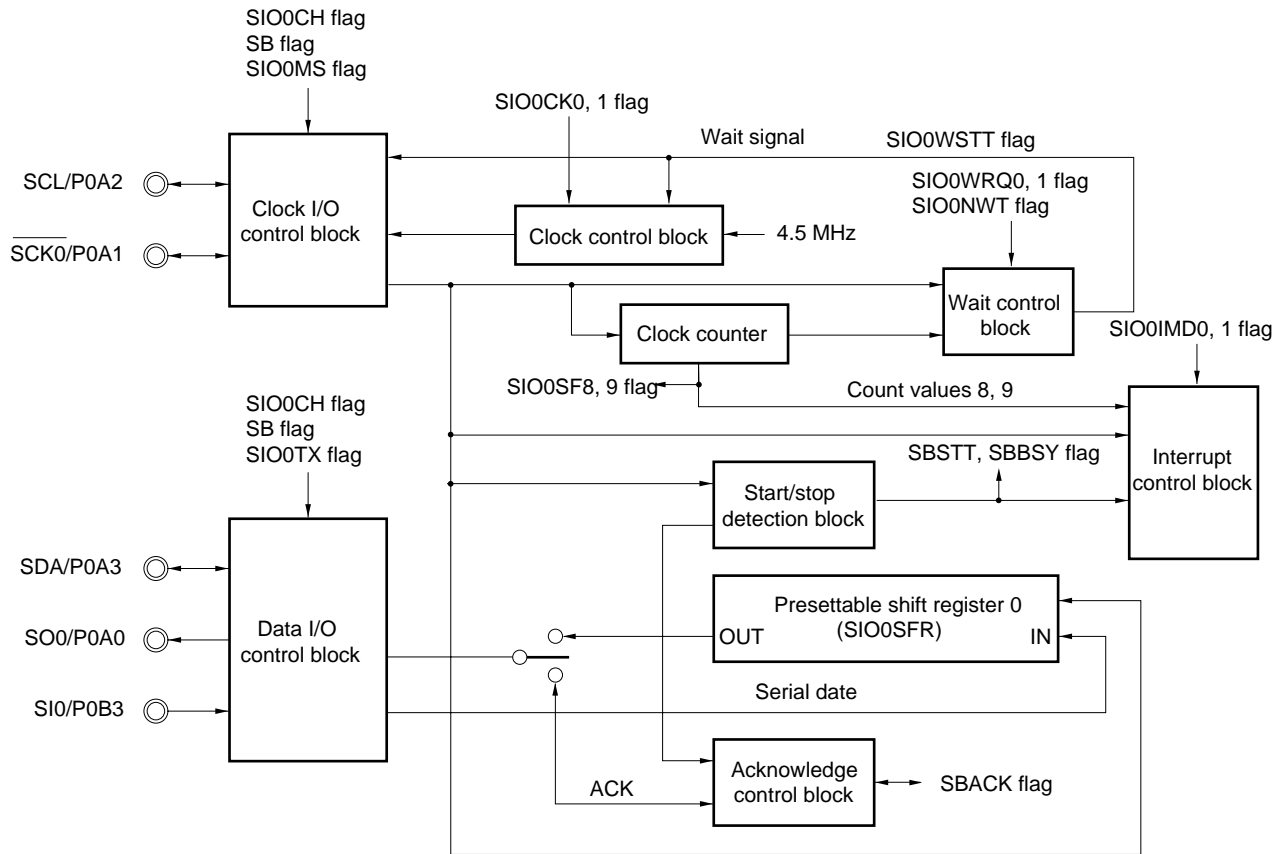 SIO0CH flag
SB flag
SIO0MS flag
SIO0CK0, 1 flag
Wait signal
SIO0WSTT flag
SCL/P0A2
SCK0/P0A1
Clock I/O
control block
Clock control block
4.5 MHz
SIO0WRQ0, 1 flag
SIO0NWT flag
Clock counter
Wait control
block
SIO0IMD0, 1 flag
SIO0SF8, 9 flag
Count values 8, 9
SIO0CH flag
SB flag
SIO0TX flag
SBSTT, SBBSY flag
Start/stop
detection block
Interrupt
control block
SDA/P0A3
SO0/P0A0
SI0/P0B3
Data I/O
control block
Presettable shift register 0
(SIO0SFR)
OUT
IN
Serial date
ACK
Acknowledge
control block
SBACK flag